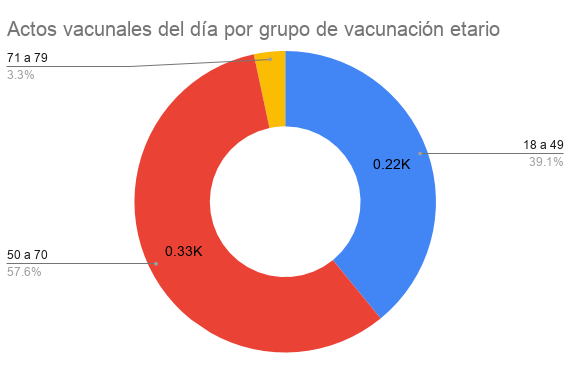 Actos vacunales del día por grupo de vacunación etario
71 a 79
3.3%
18 a 49
39.1%
0.22K
0.33K
50 a 70
57.6%